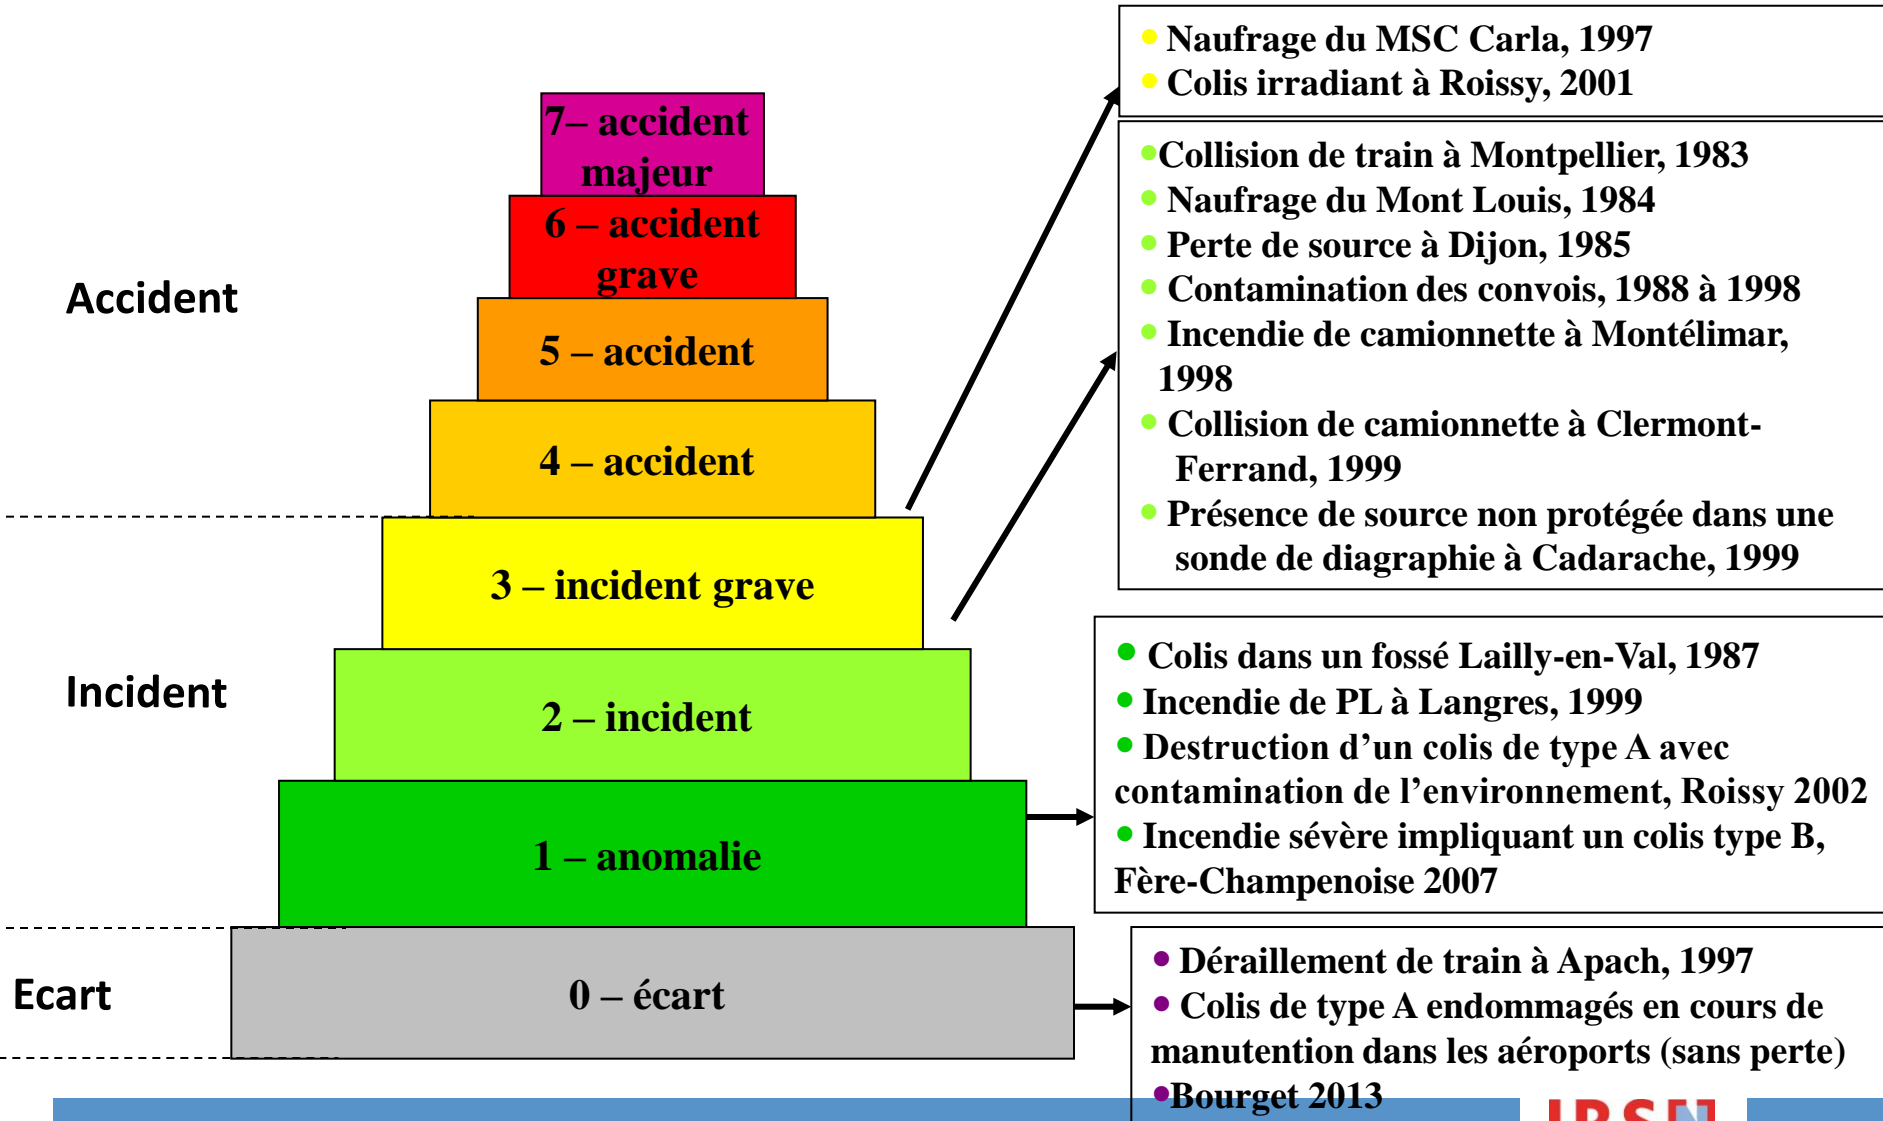 7– accident
majeur
6 – accident
grave
5 – accident
4 – accident
3 – incident grave
2 – incident
1 – anomalie
0 – écart
Accident
Incident
Ecart
• Naufrage du MSC Carla, 1997
• Colis irradiant à Roissy, 2001
•Collision de train à Montpellier, 1983
• Naufrage du Mont Louis, 1984
• Perte de source à Dijon, 1985
• Contamination des convois, 1988 à 1998
• Incendie de camionnette à Montélimar,
1998
• Collision de camionnette à Clermont-
Ferrand, 1999
• Présence de source non protégée dans une
sonde de diagraphie à Cadarache, 1999
• Colis dans un fossé Lailly-en-Val, 1987
• Incendie de PL à Langres, 1999
• Destruction d’un colis de type A avec
contamination de l’environnement, Roissy 2002
• Incendie sévère impliquant un colis type B,
Fère-Champenoise 2007
• Déraillement de train à Apach, 1997
• Colis de type A endommagés en cours de
manutention dans les aéroports (sans perte)
•Bourget 2013
IRSN